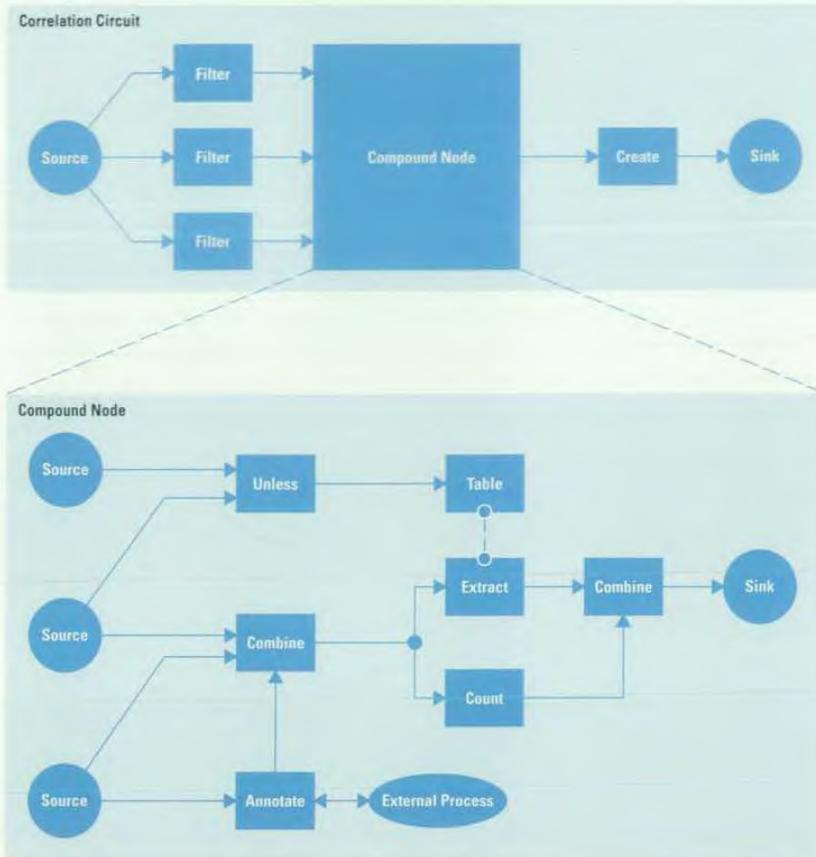 Correlation Circuit
Filter
Source
Filter
Compound Node
Create
Sink
Filter
Compound Node
Source
Unless
Table
Extract
Combine
Sink
Source
Combine
Count
Source
Annotate
External Process